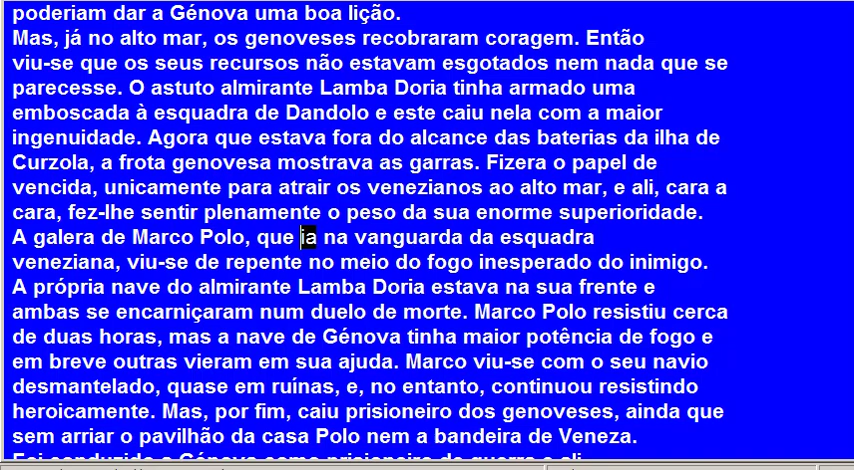 poderiam dar a Génova uma boa lição.
Mas, já no alto mar, os genoveses recobraram coragem. Então
viu-se que os seus recursos não estavam esgotados nem nada que se
parecesse. O astuto almirante Lamba Doria tinha armado uma
emboscada à esquadra de Dandolo e este caiu nela com a maior
ingenuidade. Agora que estava fora do alcance das baterias da ilha de
Curzola, a frota genovesa mostrava as garras. Fizera o papel de
vencida, unicamente para atrair os venezianos ao alto mar, e ali, cara a
cara, fez-lhe sentir plenamente o peso da sua enorme superioridade.
A galera de Marco Polo, que ia na vanguarda da esquadra
veneziana, viu-se de repente no meio do fogo inesperado do inimigo.
A própria nave do almirante Lamba Doria estava na sua frente e
ambas se encarniçaram num duelo de morte. Marco Polo resistiu cerca
de duas horas, mas a nave de Génova tinha maior potência de fogo e
em breve outras vieram em sua ajuda. Marco viu-se com o seu navio
desmantelado, quase em ruínas, e, no entanto, continuou resistindo
heroicamente. Mas, por fim, caiu prisioneiro dos genoveses, ainda que
sem arriar o pavilhão da casa Polo nem a bandeira de Veneza.
Foi conduzido a Génova como prisioneiro de guerra e ali